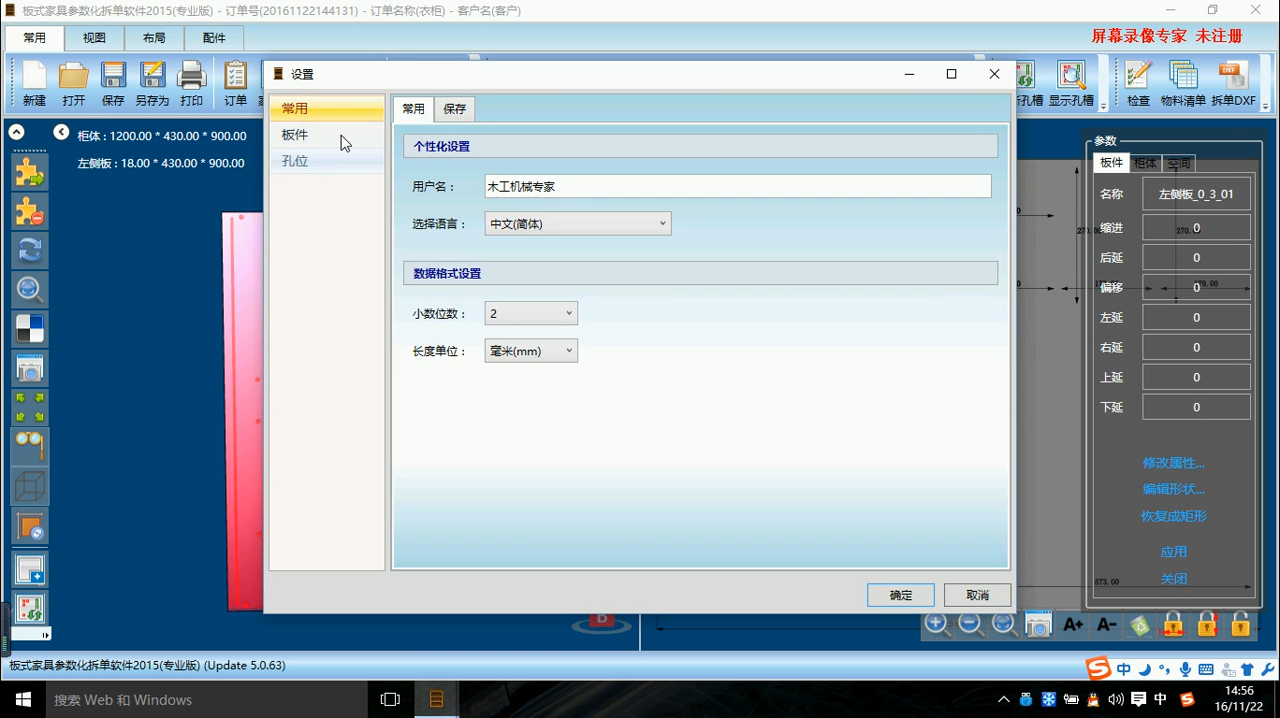 板式家具参数化拆单软件2015(专业版) - 订单号(20161122144131) - 订单名称(衣柜) - 客户名(客户)
常用 视图 布局 配件
屏幕录像专家 未注册
新建 打开 保存 另存为 打印 订单
孔槽 显示孔槽 检查 物料清单 拆单DXF
柜体 : 1200.00 * 430.00 * 900.00
左侧板 : 18.00 * 430.00 * 900.00
设置
常用
板件
孔位
常用 保存
个性化设置
用户名： 木工机械专家
选择语言： 中文(简体)
数据格式设置
小数位数： 2
长度单位： 毫米(mm)
确定 取消
参数
板件 柜体 空间
名称 左侧板_0_3_01
缩进 0
后延 0
偏移 0
左延 0
右延 0
上延 0
下延 0
修改属性...
编辑形状...
恢复成矩形
应用
关闭
573.00
D
A+ A-
板式家具参数化拆单软件2015(专业版) (Update 5.0.63)
中
搜索 Web 和 Windows
中
14:56
16/11/22